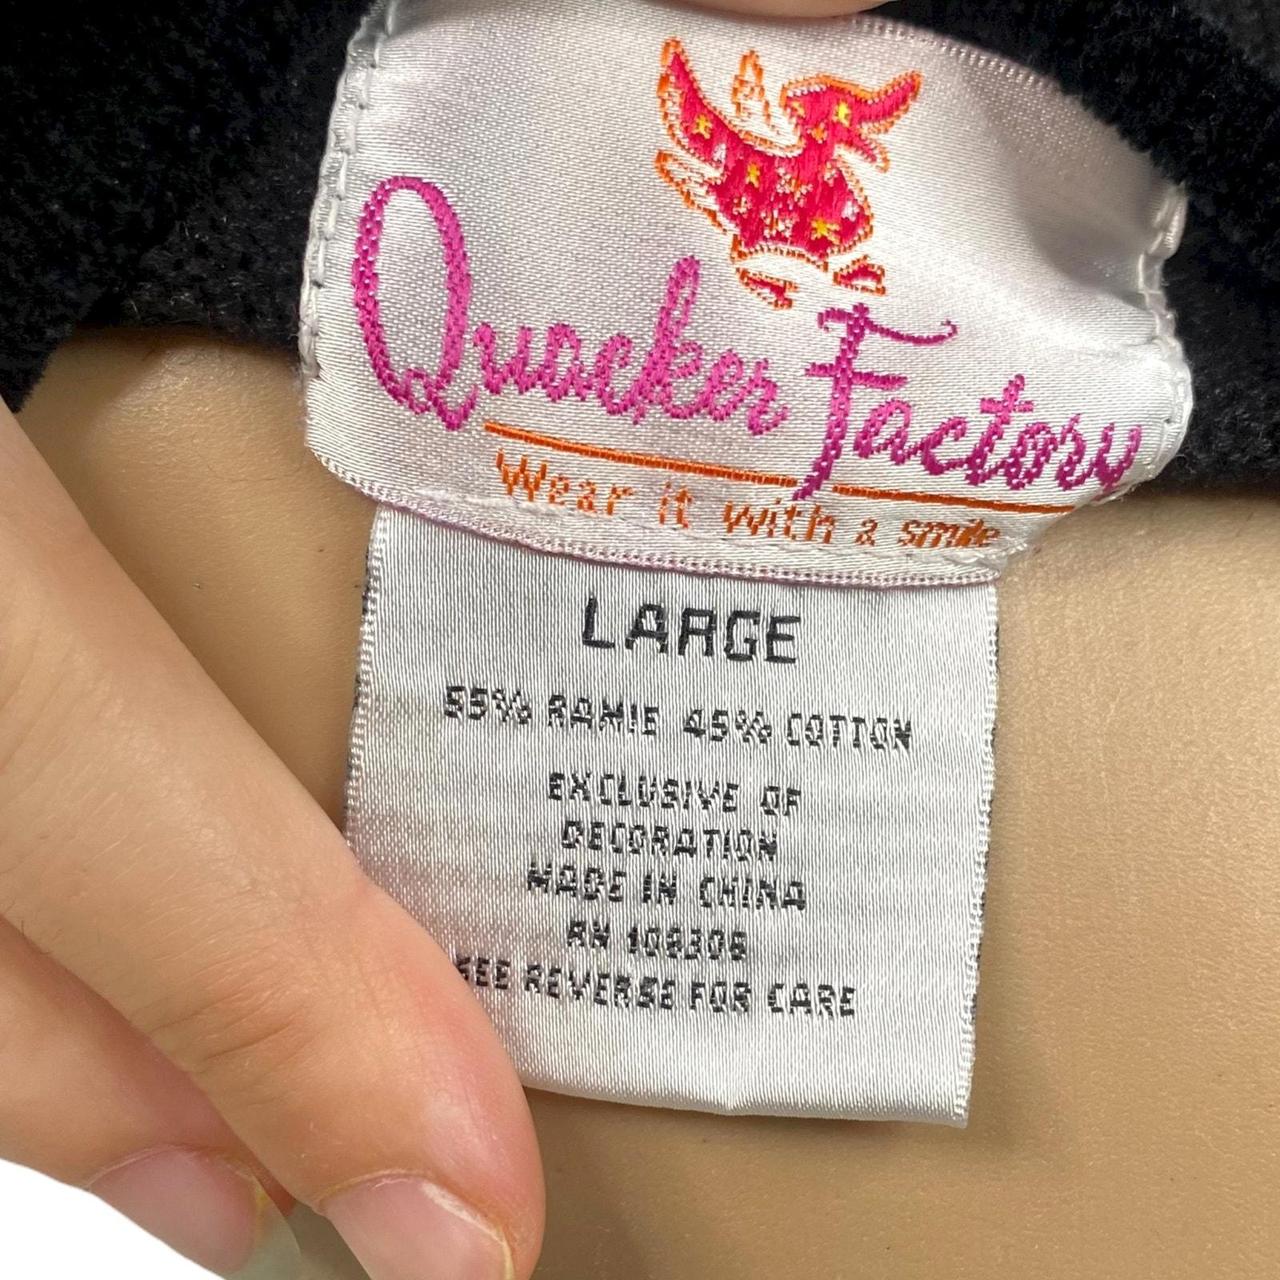 Quacker Factory
Wear it with a smile
LARGE
55% RAMIE 45% COTTON
EXCLUSIVE OF
DECORATION
MADE IN CHINA
RN
SEE REVERSE FOR CARE